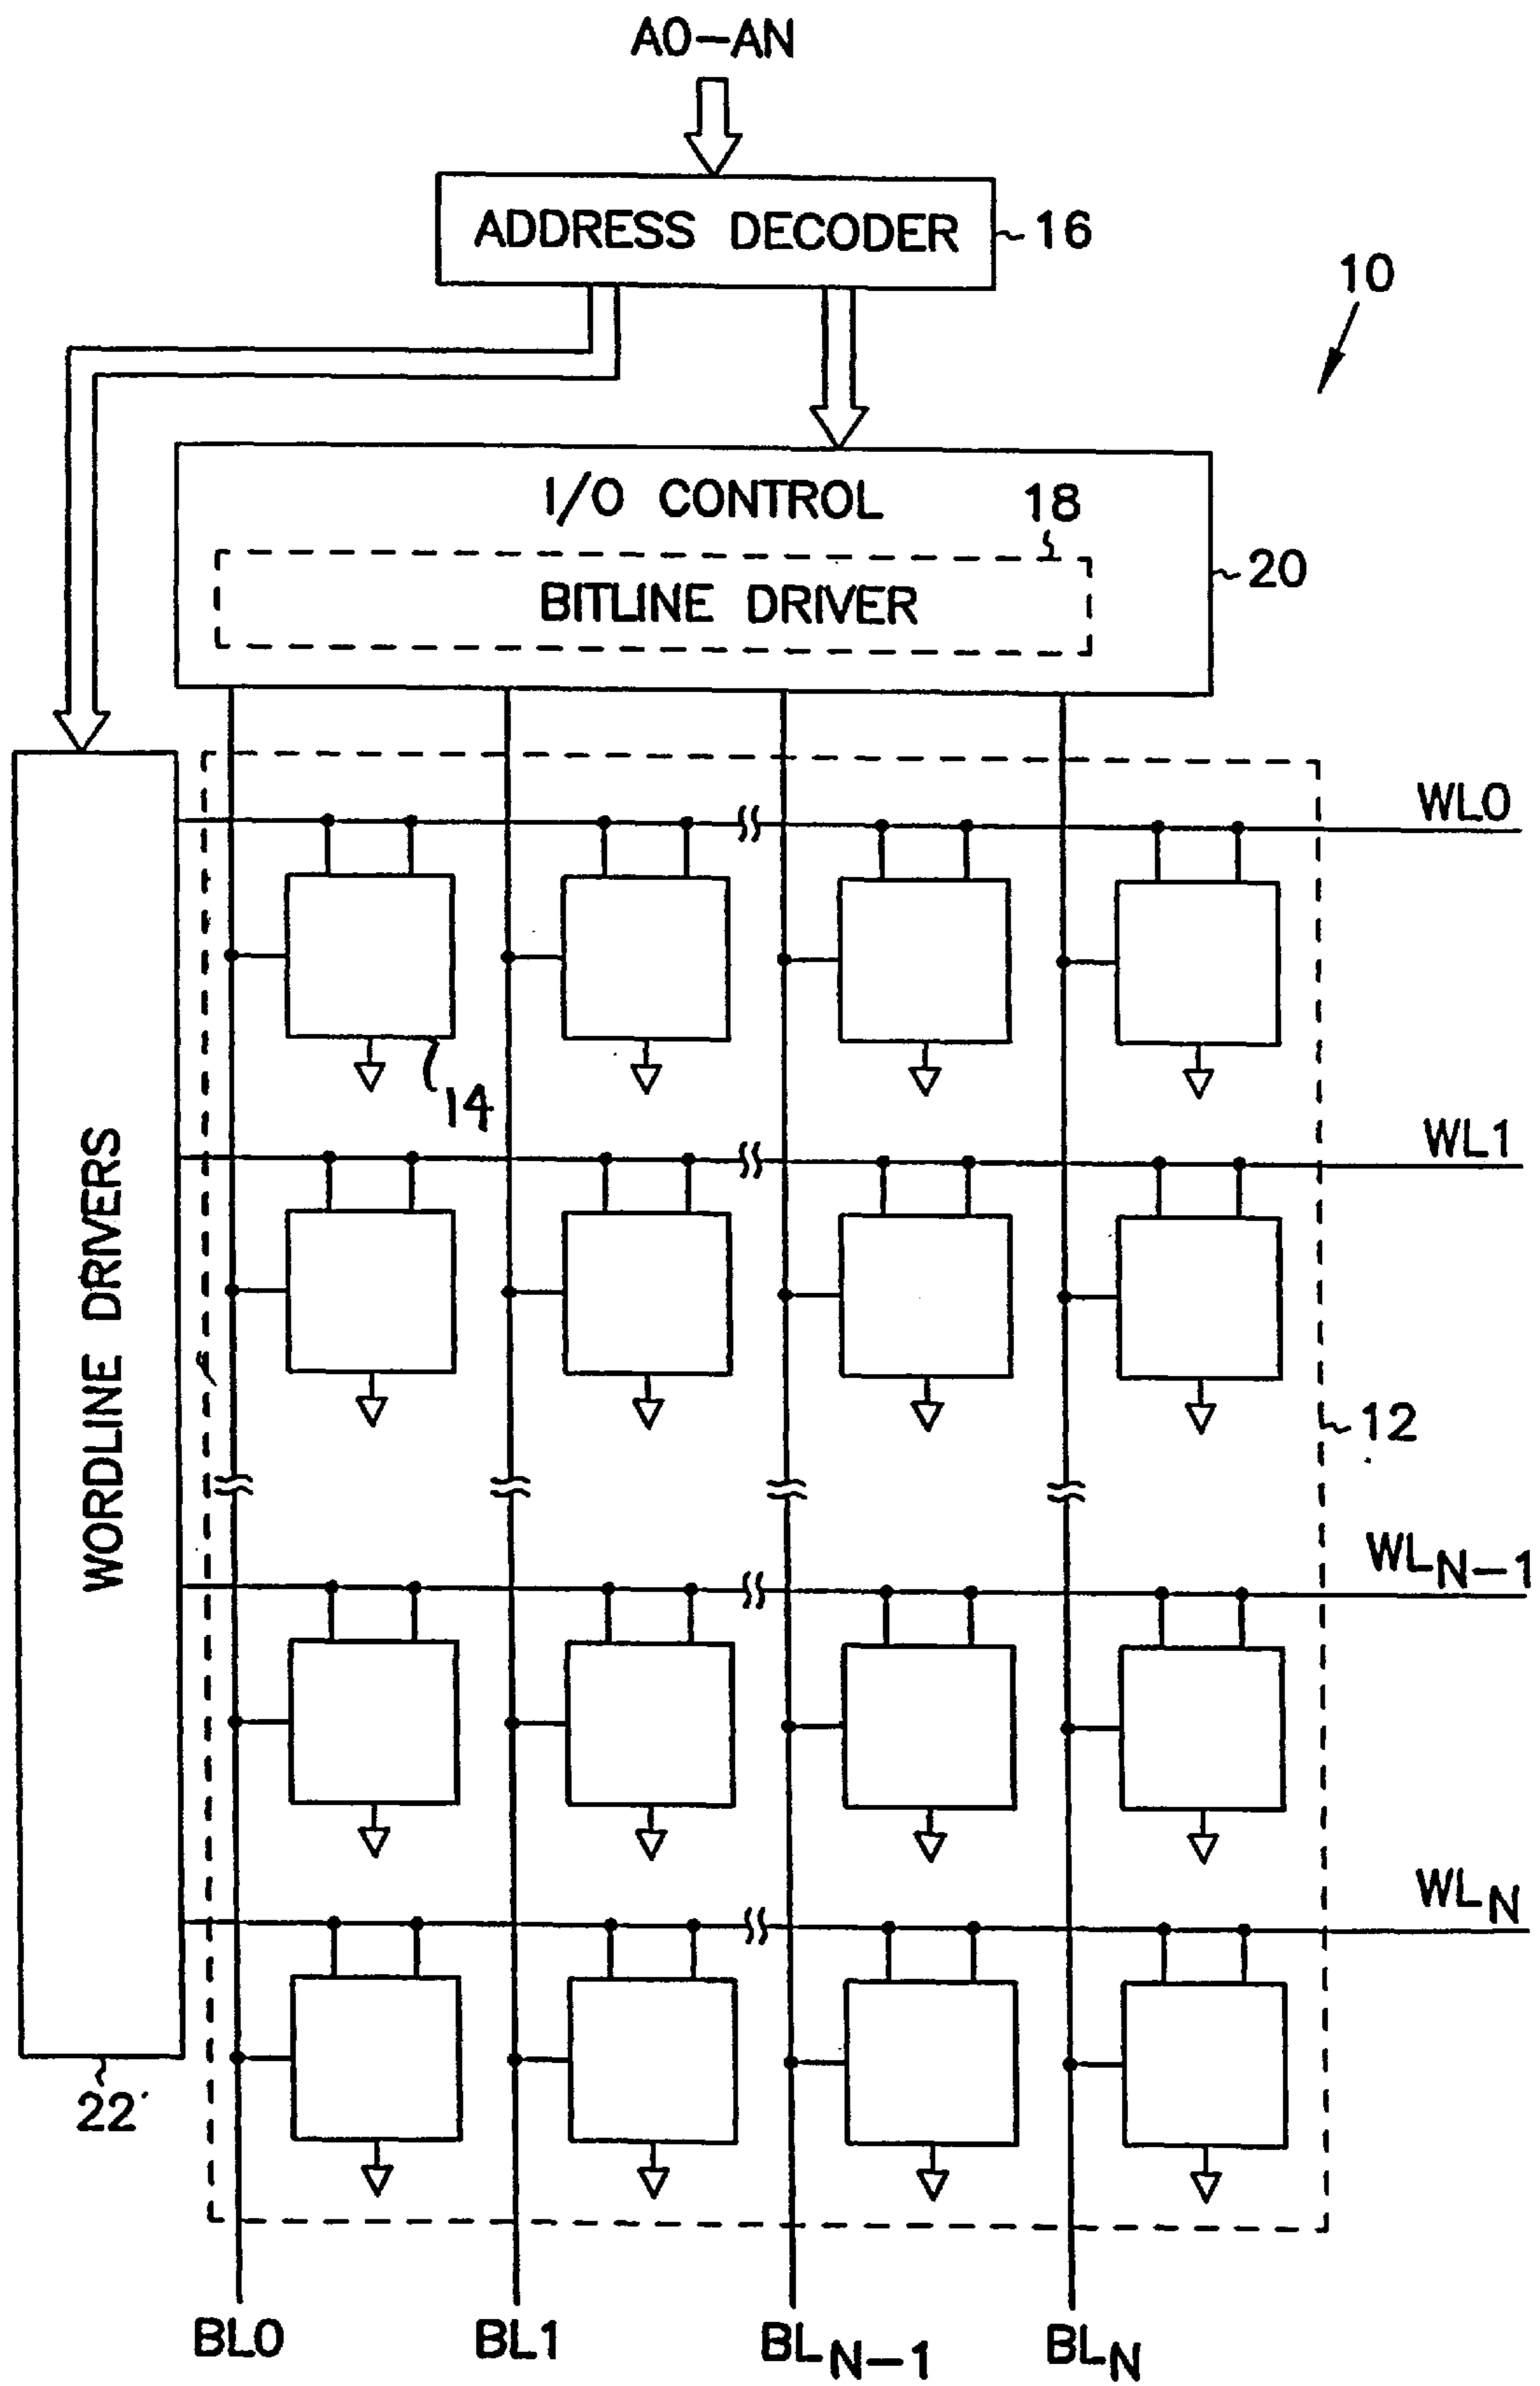 A0-AN
ADDRESS DECODER
16
10
I/O CONTROL
18
BITLINE DRIVER
20
WL0
14
WORDLINE DRIVERS
WL1
12
WLN-1
WLN
22
BL0
BL1
BLN-1
BLN